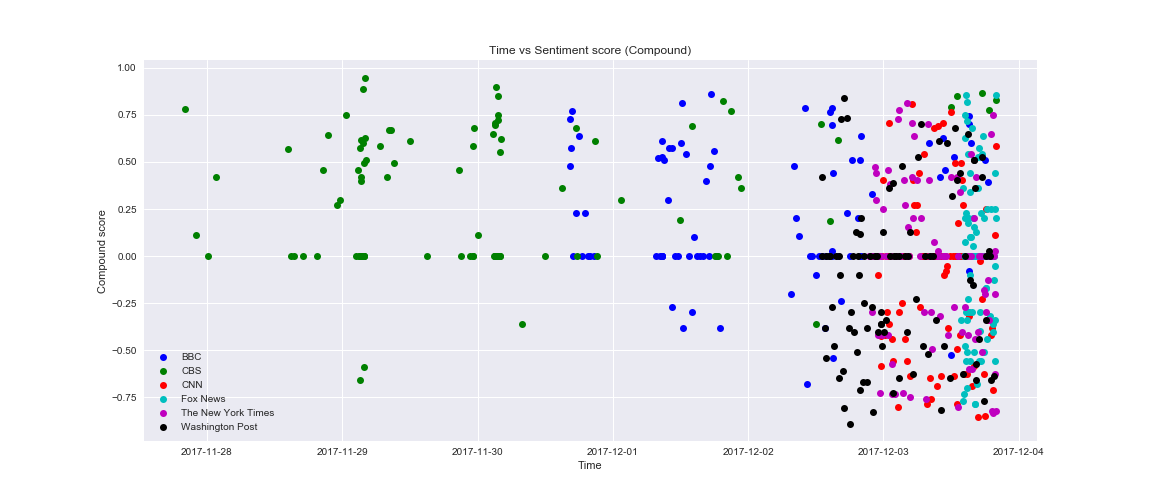 Time vs Sentiment score (Compound)
1.00
0.75
0.50
0.25
0.00
−0.25
−0.50
−0.75
Compound score
BBC
CBS
CNN
Fox News
The New York Times
Washington Post
2017-11-28 2017-11-29 2017-11-30 2017-12-01 2017-12-02 2017-12-03 2017-12-04
Time